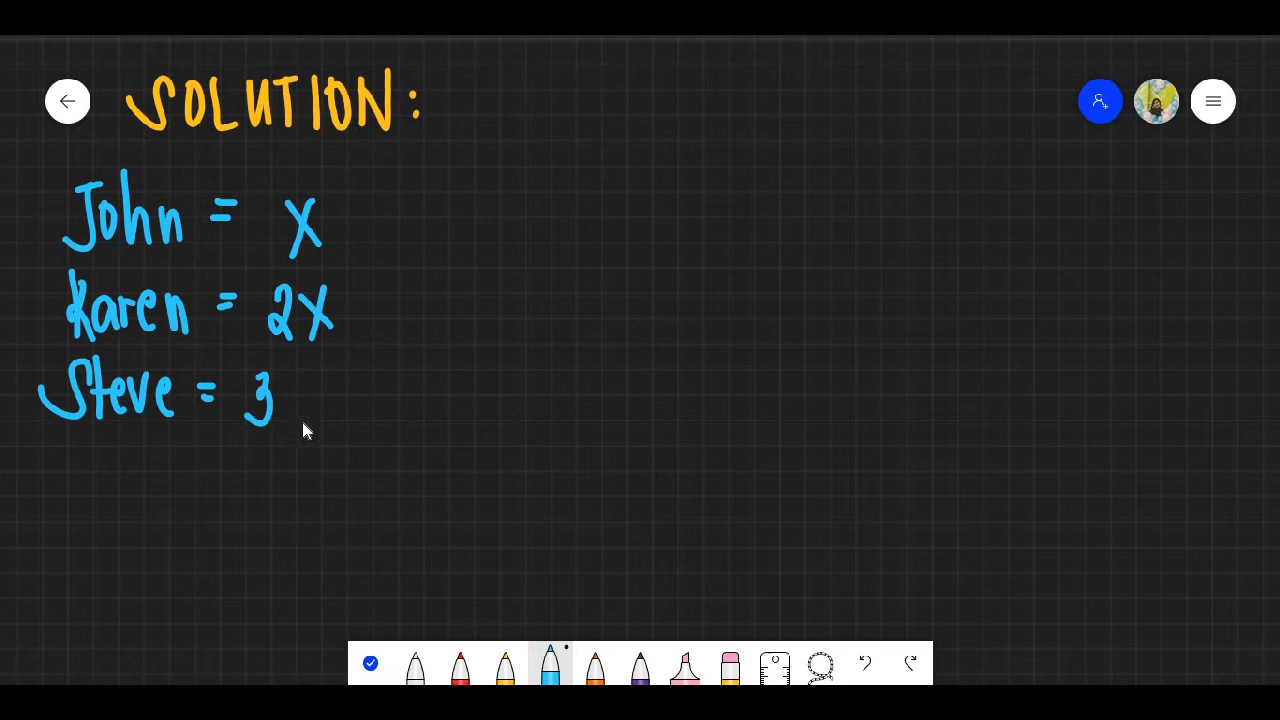 SOLUTION:
John = X
Karen = 2X
Steve = 3